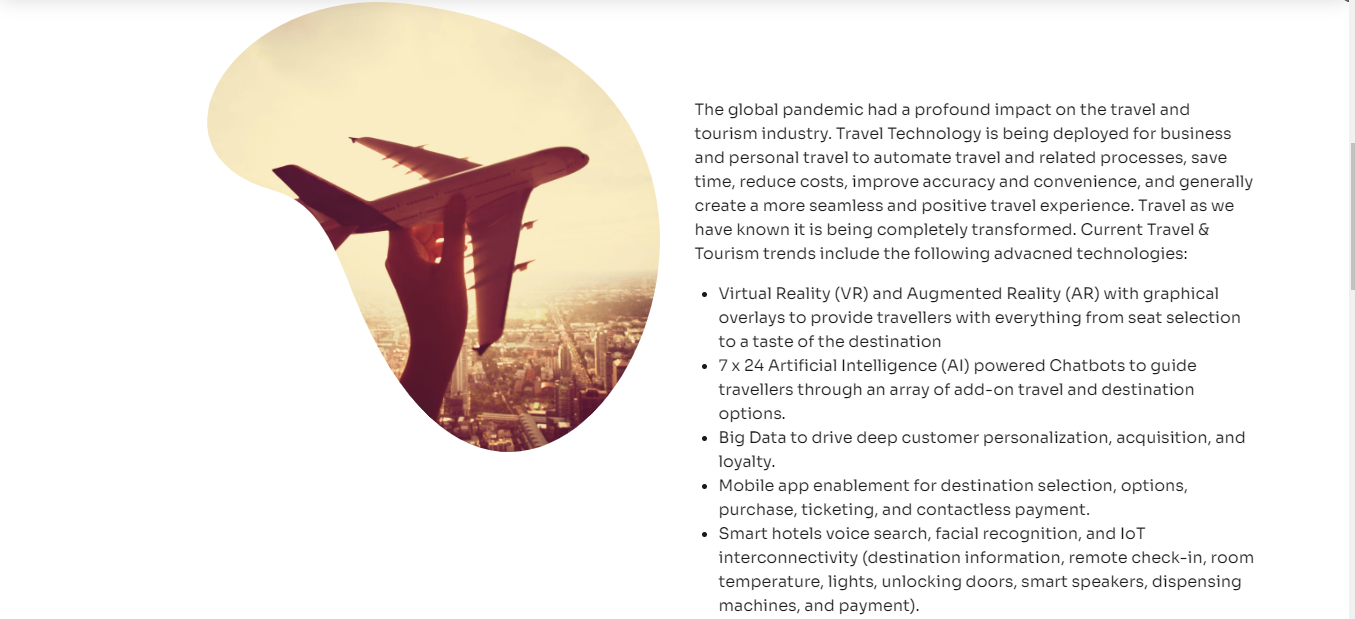 The global pandemic had a profound impact on the travel and
tourism industry. Travel Technology is being deployed for business
and personal travel to automate travel and related processes, save
time, reduce costs, improve accuracy and convenience, and generally
create a more seamless and positive travel experience. Travel as we
have known it is being completely transformed. Current Travel &
Tourism trends include the following advacned technologies:
• Virtual Reality (VR) and Augmented Reality (AR) with graphical
overlays to provide travellers with everything from seat selection
to a taste of the destination
• 7 x 24 Artificial Intelligence (AI) powered Chatbots to guide
travellers through an array of add-on travel and destination
options.
• Big Data to drive deep customer personalization, acquisition, and
loyalty.
• Mobile app enablement for destination selection, options,
purchase, ticketing, and contactless payment.
• Smart hotels voice search, facial recognition, and IoT
interconnectivity (destination information, remote check-in, room
temperature, lights, unlocking doors, smart speakers, dispensing
machines, and payment).